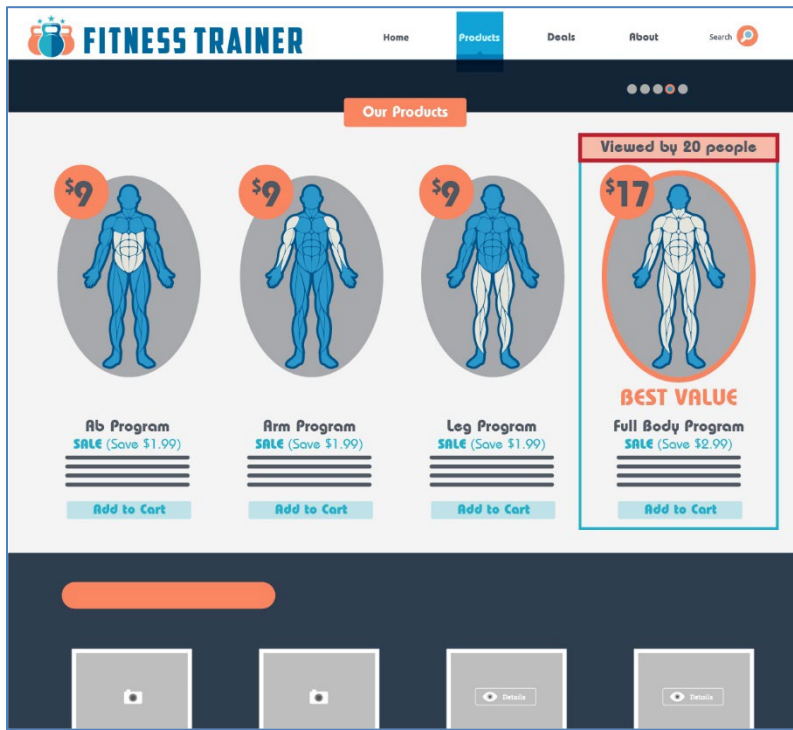 FITNESS TRAINER
Home
Products
Deals
About
Search
Our Products
Viewed by 20 people
$9
$9
$9
$17
BEST VALUE
Ab Program
SALE (Save $1.99)
Add to Cart
Arm Program
SALE (Save $1.99)
Add to Cart
Leg Program
SALE (Save $1.99)
Add to Cart
Full Body Program
SALE (Save $2.99)
Add to Cart
Details
Details